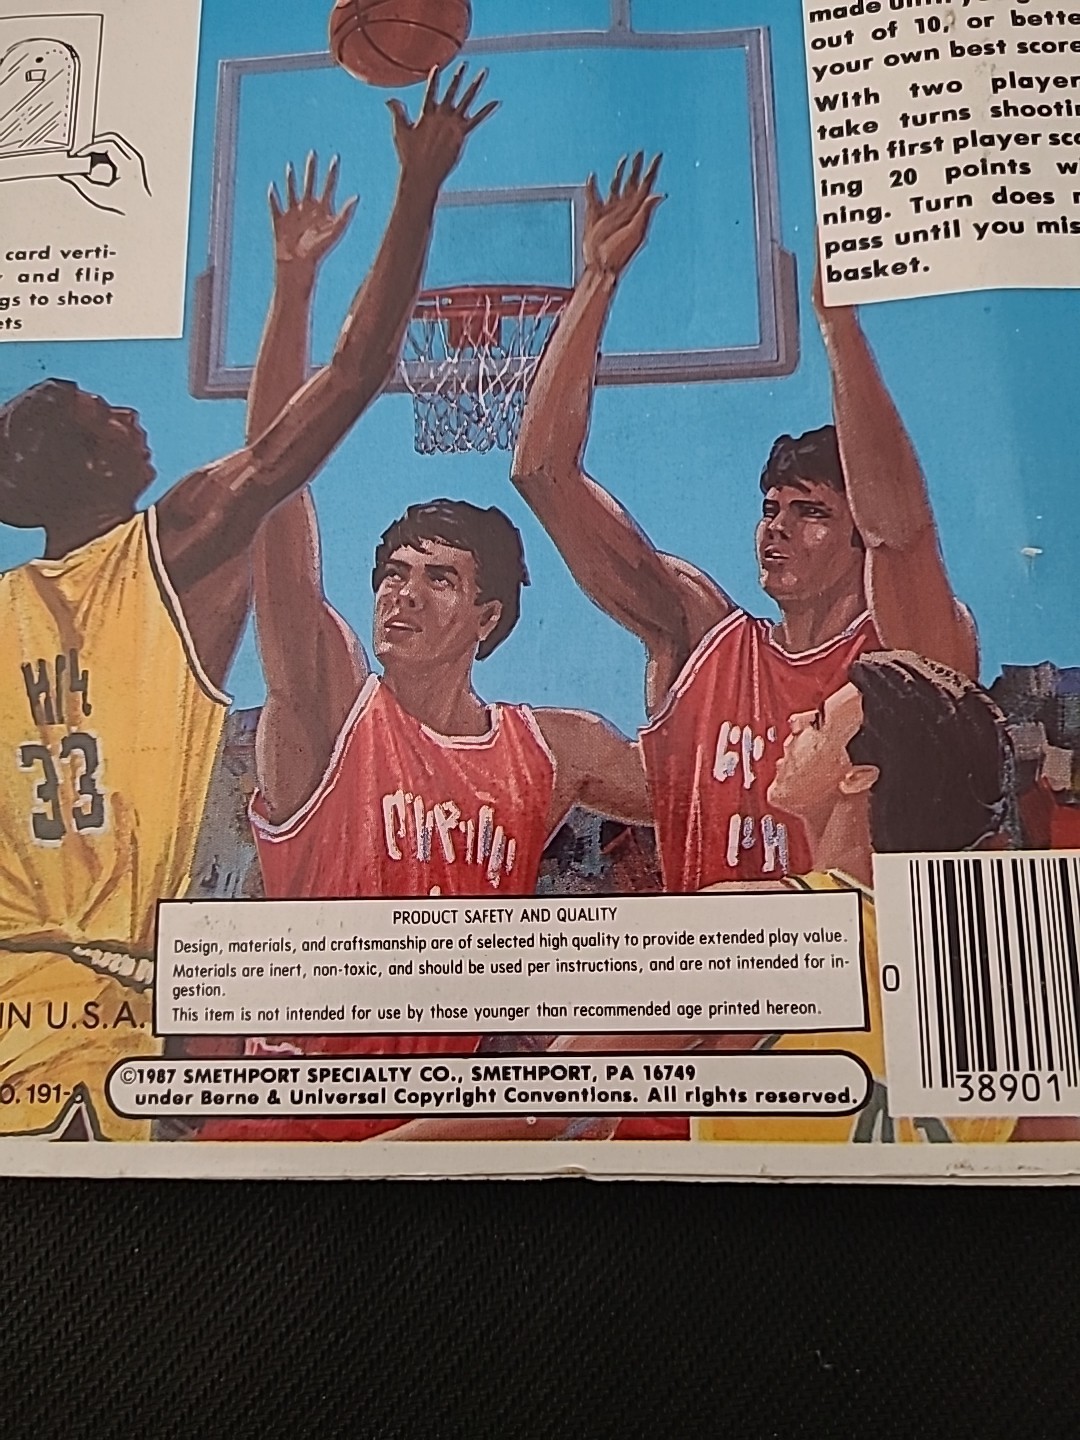 made
out of 10, or bette
your own best score
With two player
take turns shootin
with first player sco
ing 20 points w
ning. Turn does n
pass until you mis
basket.
card verti-
and flip
gs to shoot
ets
33
PRODUCT SAFETY AND QUALITY
Design, materials, and craftsmanship are of selected high quality to provide extended play value.
Materials are inert, non-toxic, and should be used per instructions, and are not intended for in-
gestion.
This item is not intended for use by those younger than recommended age printed hereon.
IN U.S.A.
O. 191-
©1987 SMETHPORT SPECIALTY CO., SMETHPORT, PA 16749
under Berne & Universal Copyright Conventions. All rights reserved.
0
38901